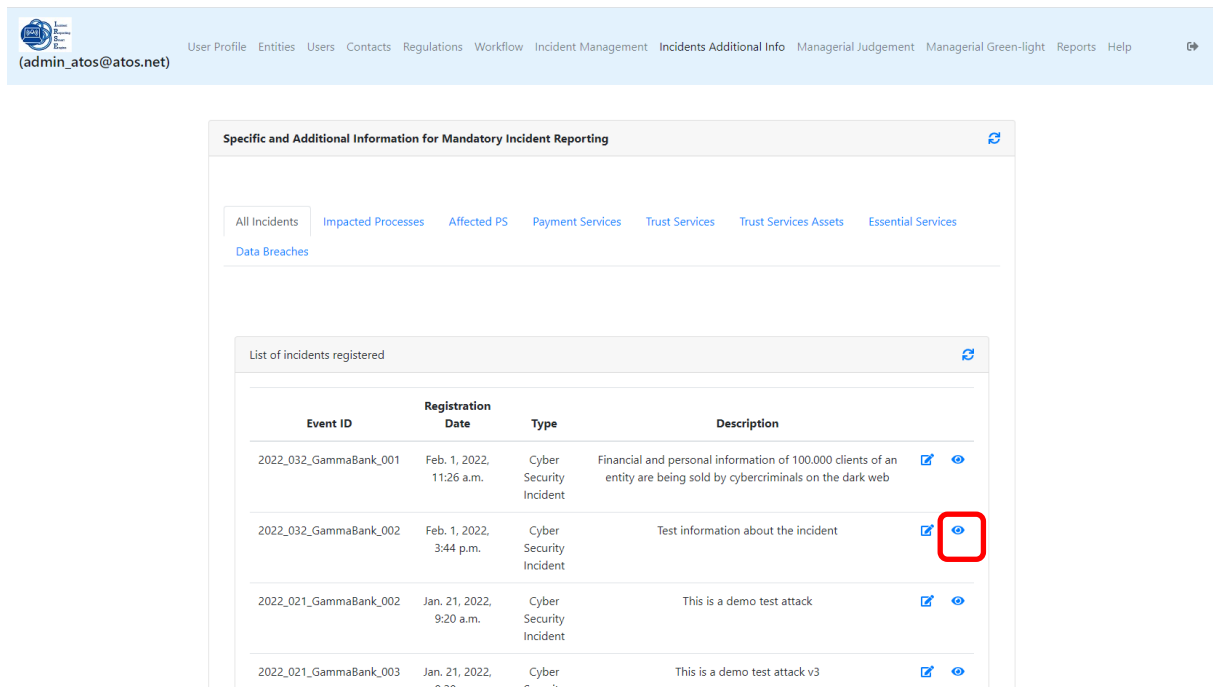 Incident
Reporting
Smart
Engine
(admin_atos@atos.net)
User Profile Entities Users Contacts Regulations Workflow Incident Management Incidents Additional Info Managerial Judgement Managerial Green-light Reports Help
Specific and Additional Information for Mandatory Incident Reporting
All Incidents Impacted Processes Affected PS Payment Services Trust Services Trust Services Assets Essential Services
Data Breaches
List of incidents registered
Event ID Registration Date Type Description
2022_032_GammaBank_001 Feb. 1, 2022, Cyber Financial and personal information of 100.000 clients of an
11:26 a.m. Security entity are being sold by cybercriminals on the dark web
Incident
2022_032_GammaBank_002 Feb. 1, 2022, Cyber Test information about the incident
3:44 p.m. Security
Incident
2022_021_GammaBank_002 Jan. 21, 2022, Cyber This is a demo test attack
9:20 a.m. Security
Incident
2022_021_GammaBank_003 Jan. 21, 2022, Cyber This is a demo test attack v3